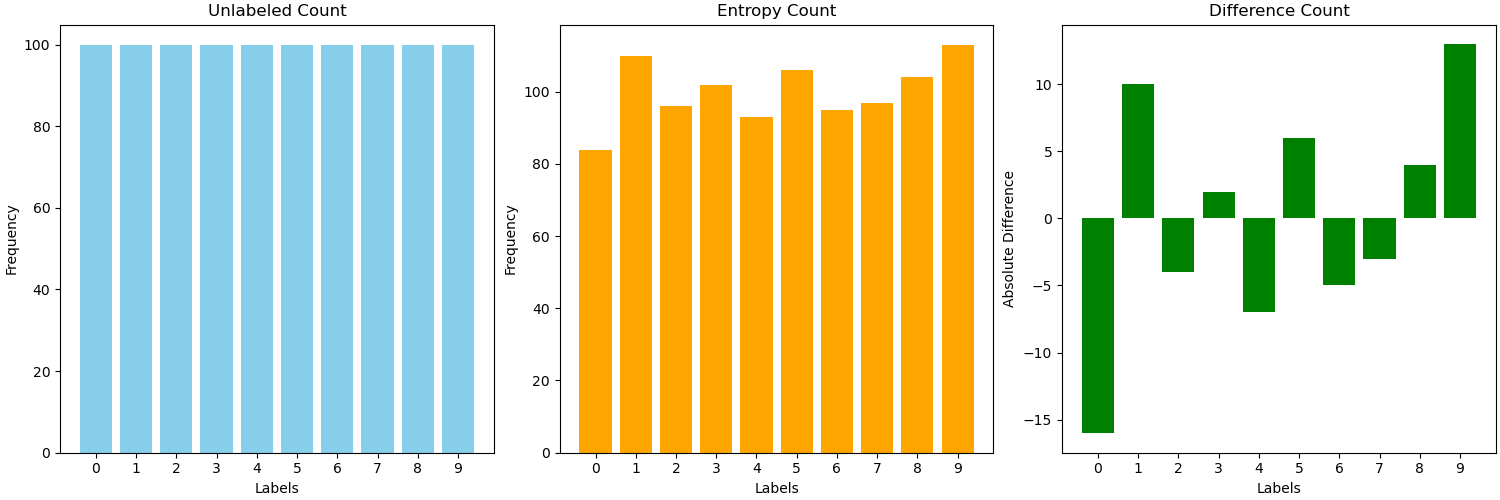 Unlabeled Count
Frequency
100
80
60
40
20
0
0 1 2 3 4 5 6 7 8 9
Labels
Entropy Count
Frequency
100
80
60
40
20
0
0 1 2 3 4 5 6 7 8 9
Labels
Difference Count
Absolute Difference
10
5
0
−5
−10
−15
0 1 2 3 4 5 6 7 8 9
Labels